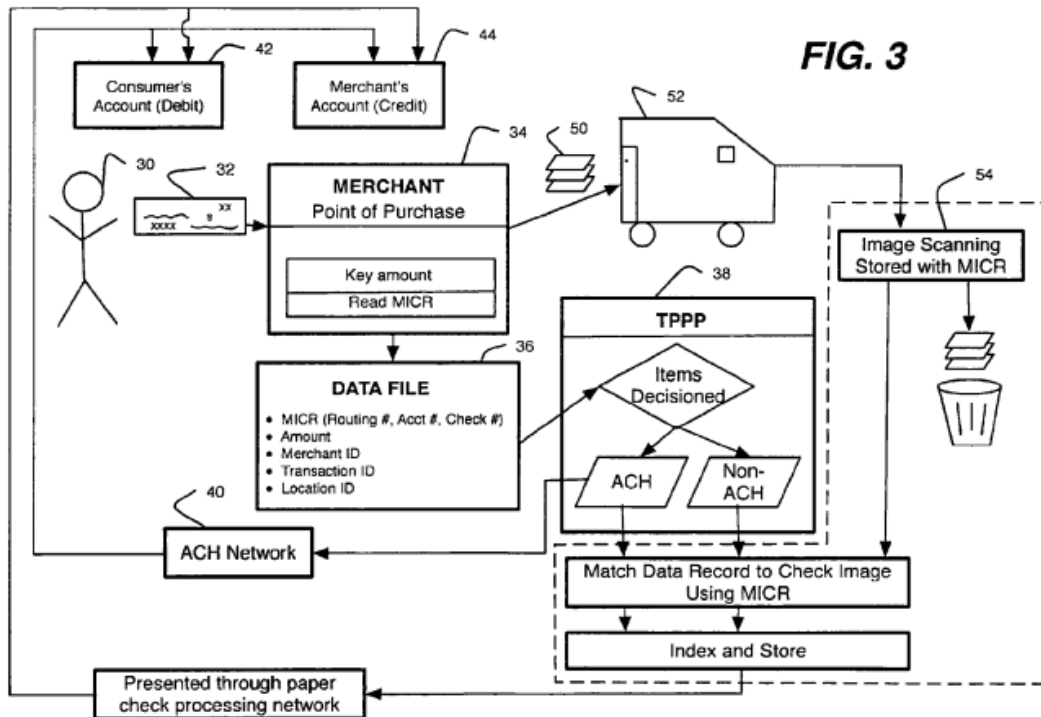 FIG. 3
42
44
Consumer's
Account (Debit)
Merchant's
Account (Credit)
30
32
xx
s
xxxx
34
MERCHANT
Point of Purchase
Key amount
Read MICR
50
52
54
Image Scanning
Stored with MICR
36
DATA FILE
• MICR (Routing #, Acct #, Check #)
• Amount
• Merchant ID
• Transaction ID
• Location ID
38
TPPP
Items
Decisioned
ACH
Non-
ACH
40
ACH Network
Match Data Record to Check Image
Using MICR
Index and Store
Presented through paper
check processing network